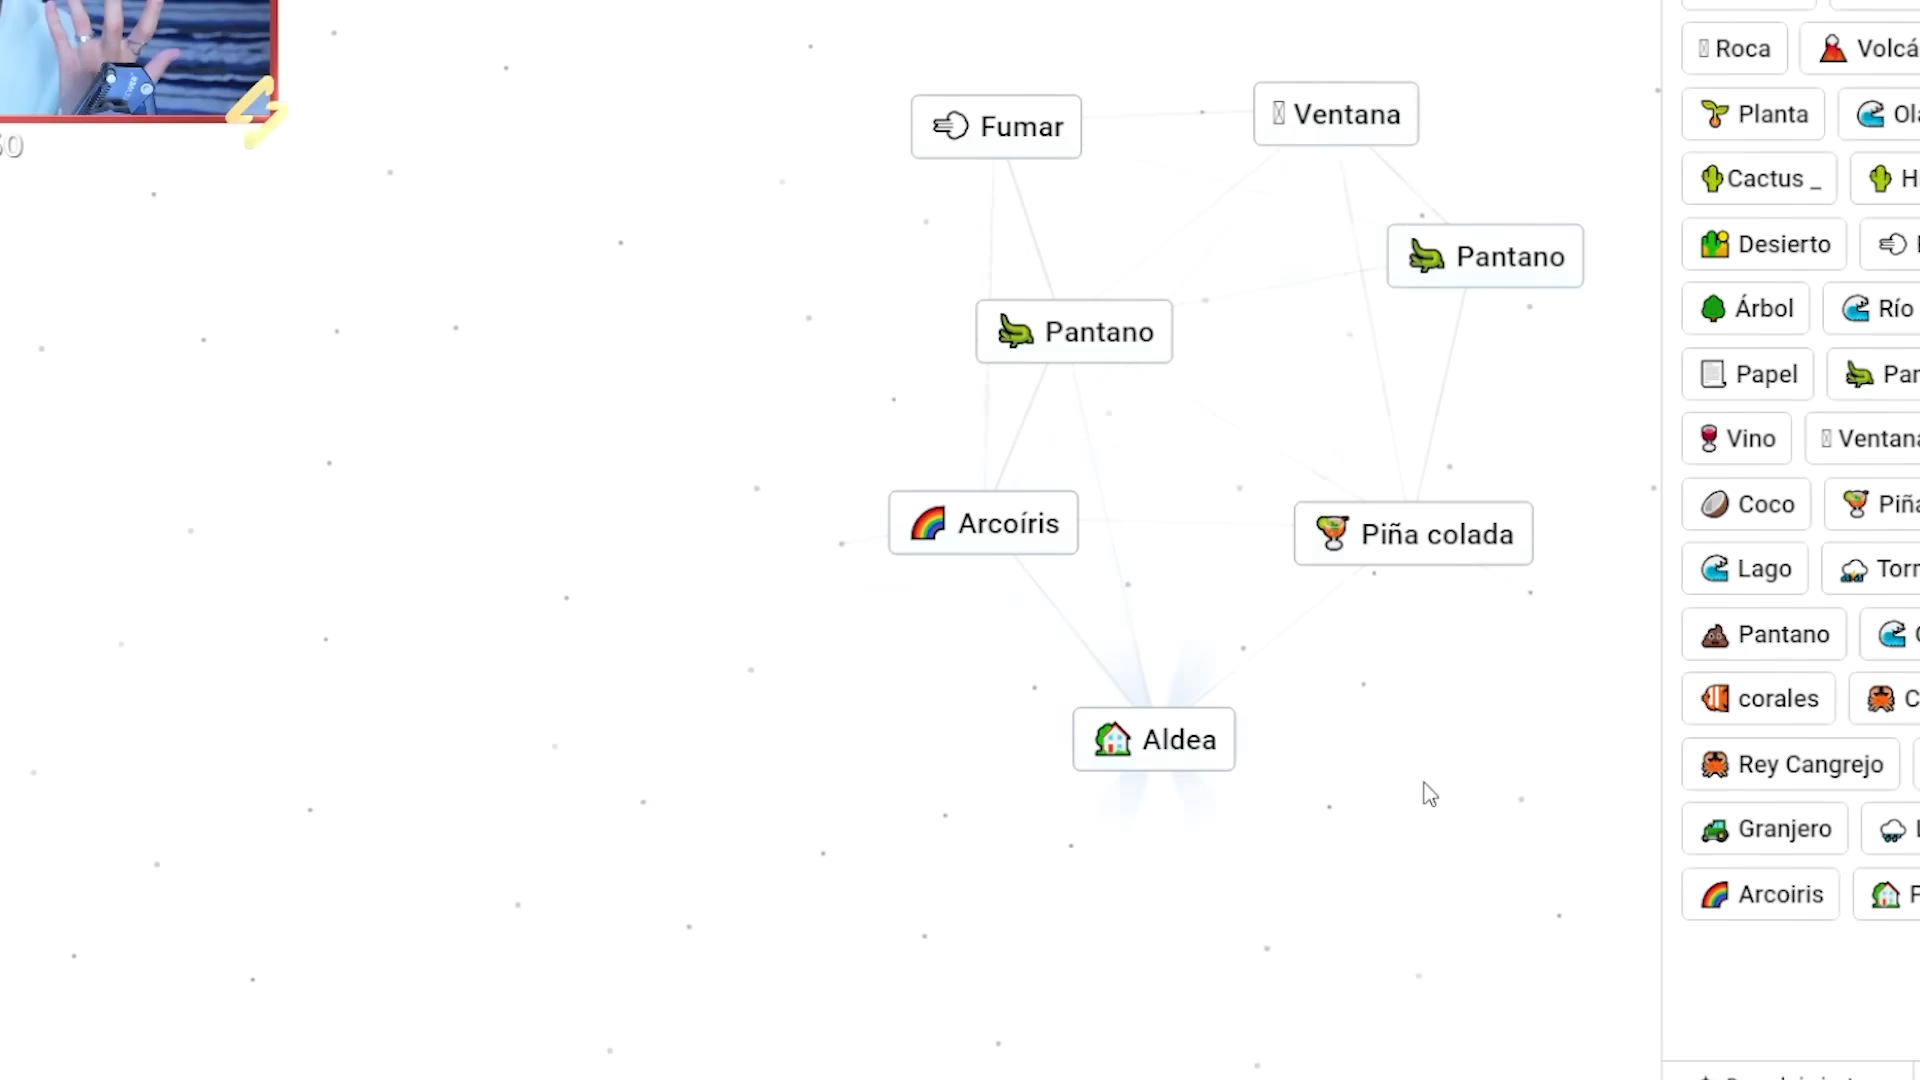 Roca
Planta
Cactus _
Desierto
Árbol
Río
Papel
Vino
Ventana
Coco
Lago
Pantano
corales
Rey Cangrejo
Granjero
Arcoiris
Fumar
Ventana
Pantano
Pantano
Arcoíris
Piña colada
Aldea